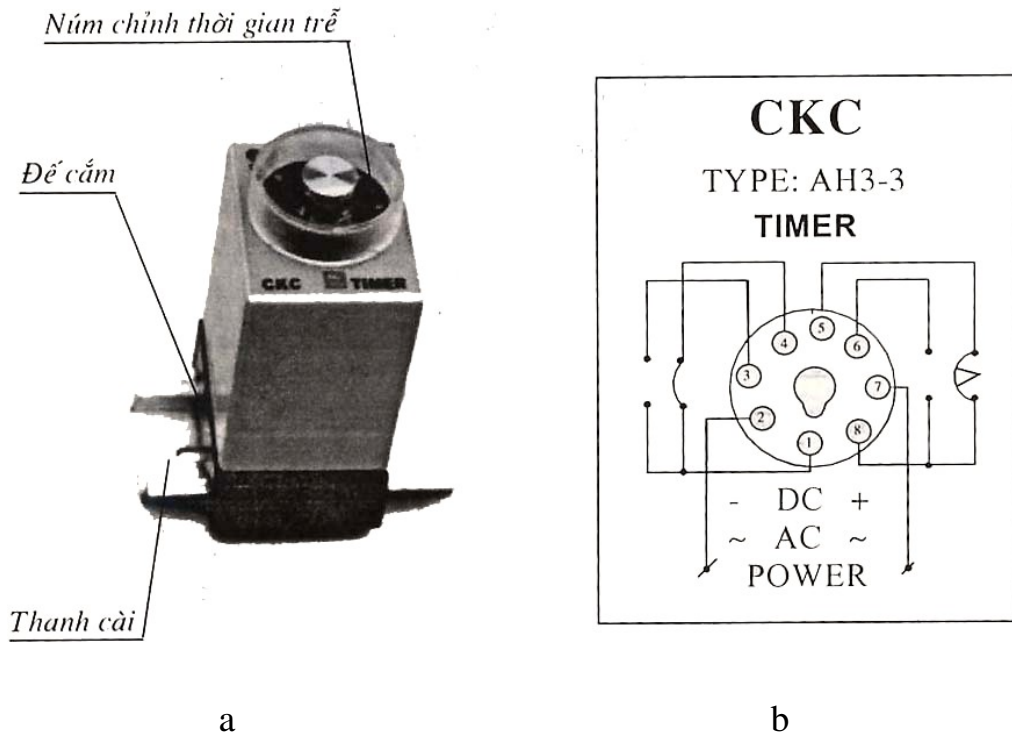 Núm chỉnh thời gian trễ
Đế cắm
CKC TIMER
Thanh cài
a
CKC
TYPE: AH3-3
TIMER
4 5 6
3 7
2 8
1
- DC +
~ AC ~
POWER
b